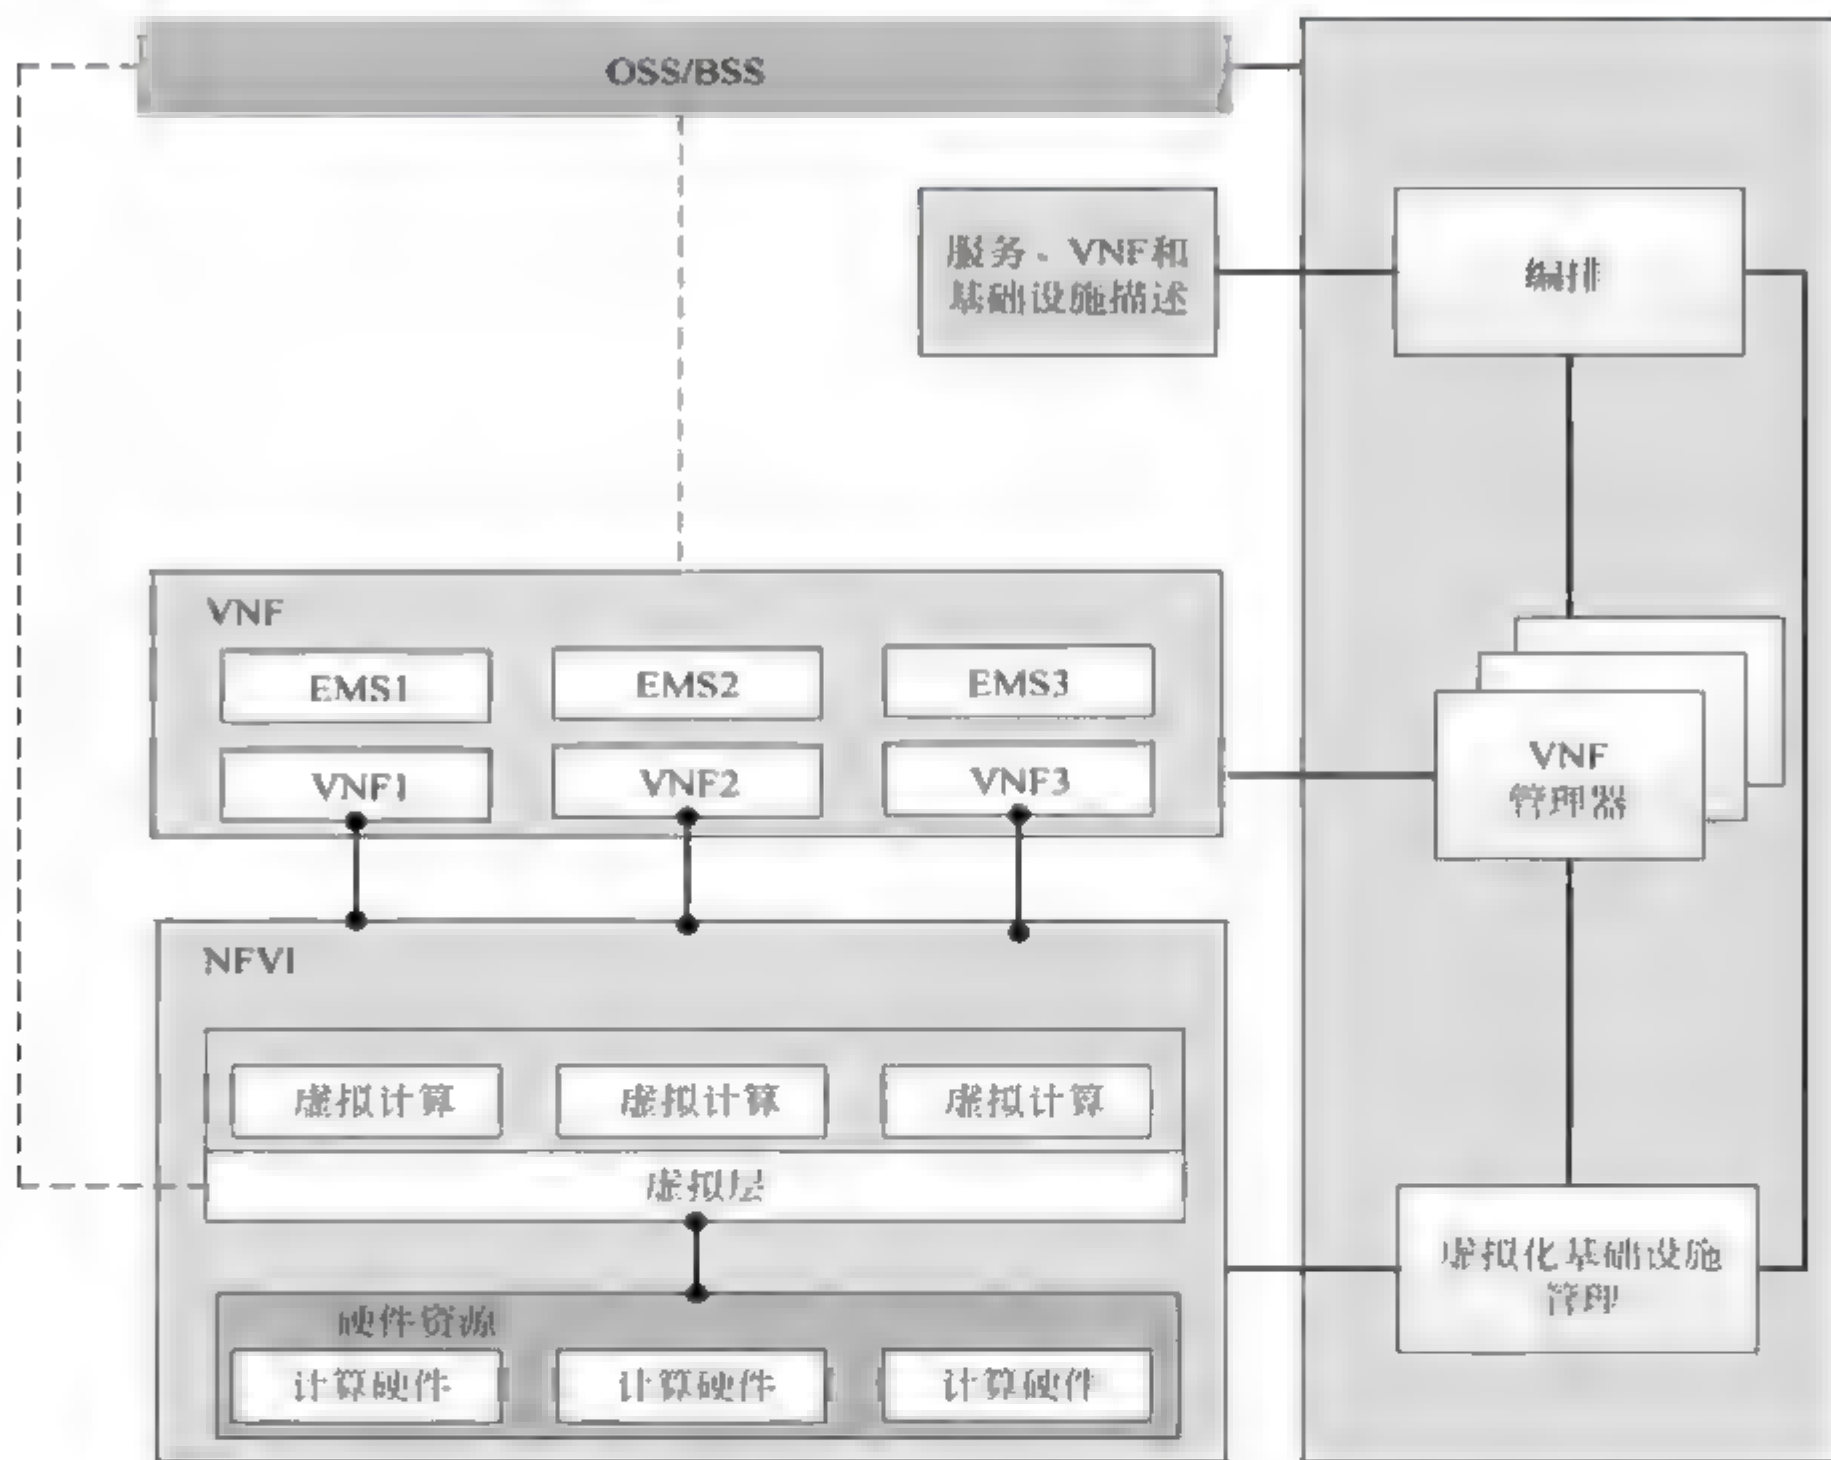 OSS/BSS
服务、VNF和
基础设施描述
编排
VNF
EMS1
EMS2
EMS3
VNF1
VNF2
VNF3
VNF
管理器
NFVI
虚拟计算
虚拟计算
虚拟计算
虚拟层
虚拟化基础设施
管理
硬件资源
计算硬件
计算硬件
计算硬件